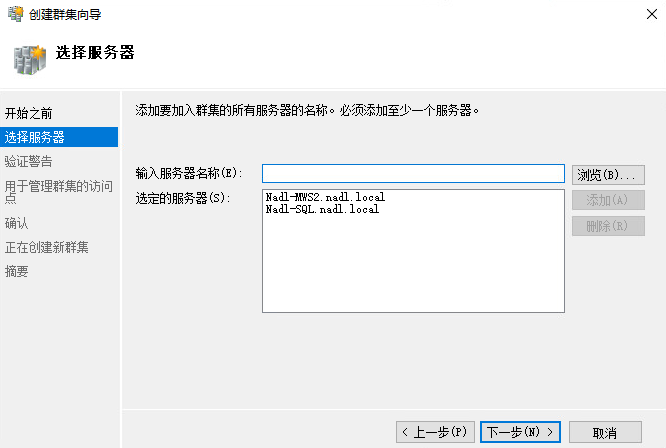 创建群集向导
选择服务器
开始之前
选择服务器
验证警告
用于管理群集的访问
点
确认
正在创建新群集
摘要
添加要加入群集的所有服务器的名称。必须添加至少一个服务器。
输入服务器名称(E):
浏览(B)...
选定的服务器(S):
Nadl-MWS2.nadl.local
Nadl-SQL.nadl.local
添加(A)
删除(R)
< 上一步(P)
下一步(N) >
取消